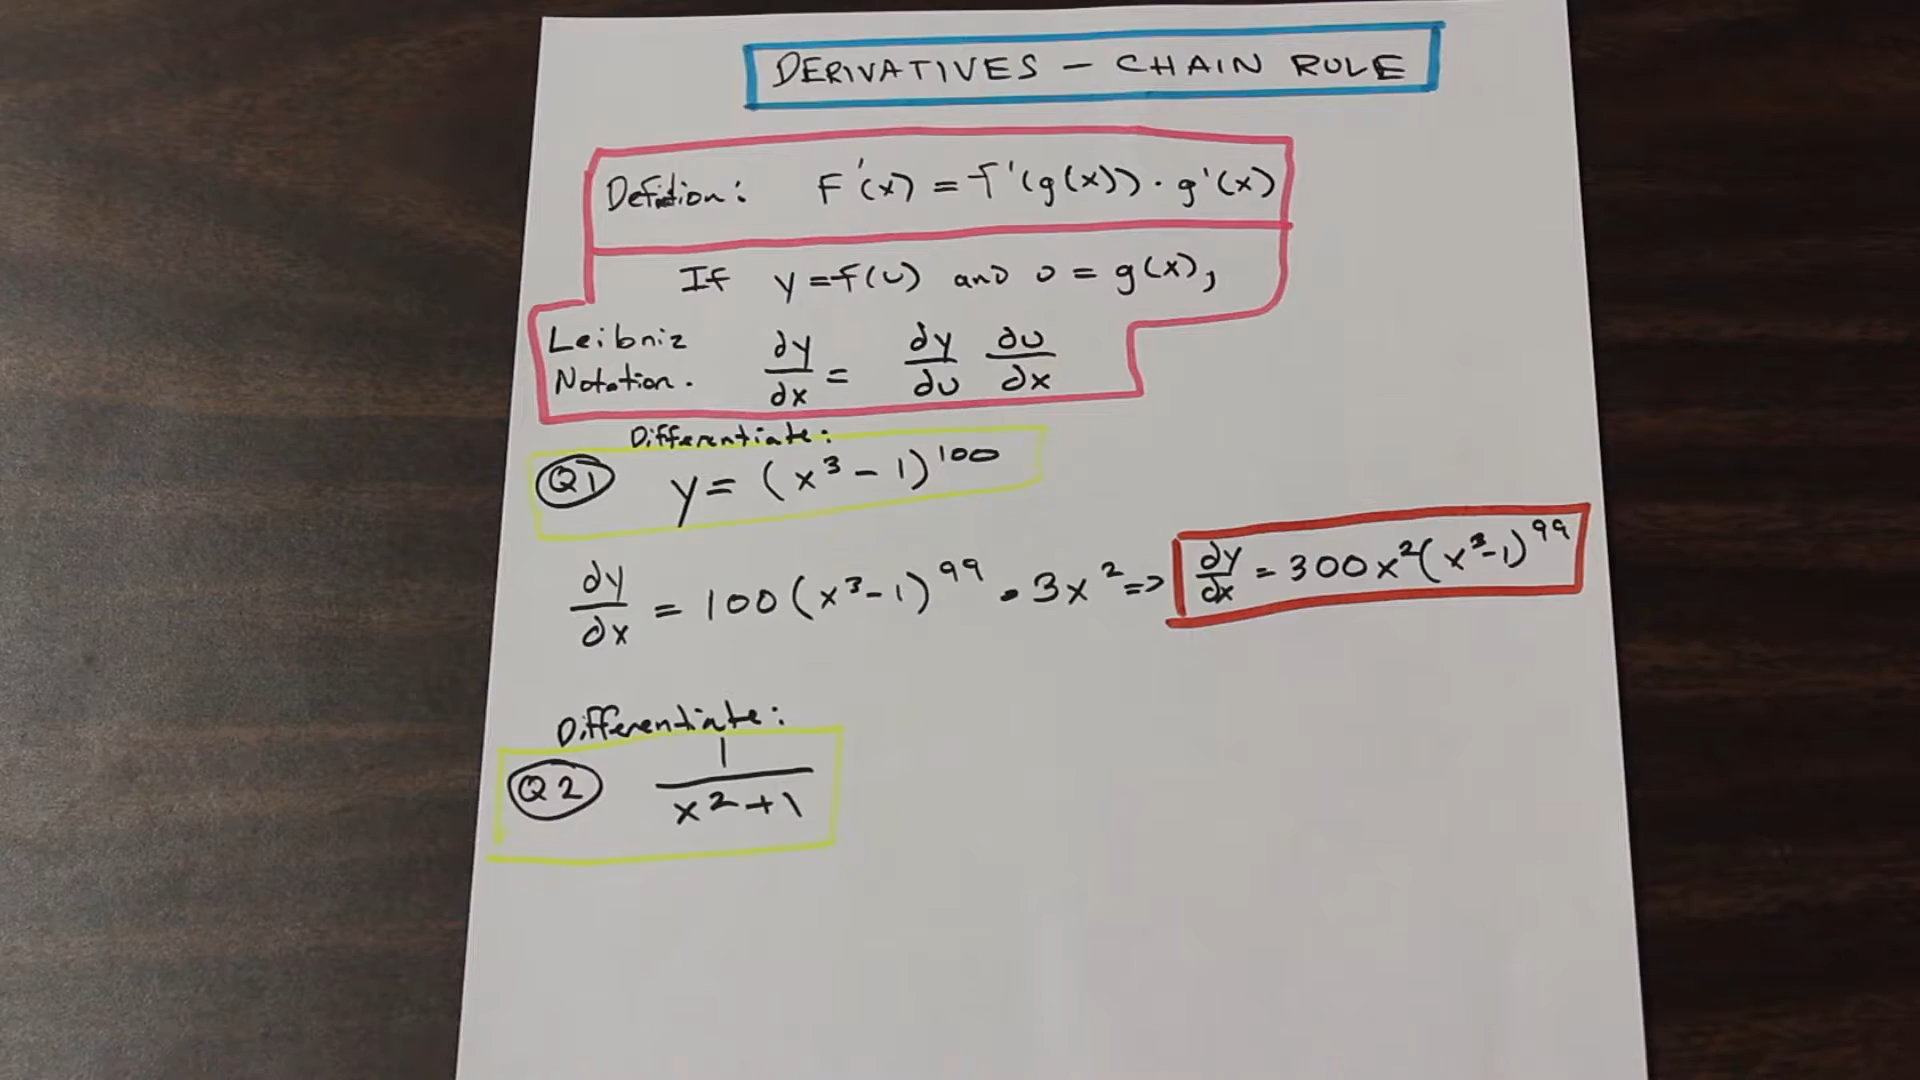 DERIVATIVES - CHAIN RULE
Definition: F'(x) = f'(g(x)) · g'(x)
If y = f(u) and u = g(x),
Leibniz Notation. dy/dx = dy/du du/dx
Differentiate:
Q1 y = (x³ - 1)¹⁰⁰
dy/dx = 100(x³-1)⁹⁹ · 3x² => dy/dx = 300x²(x³-1)⁹⁹
Differentiate:
Q2 1/(x²+1)